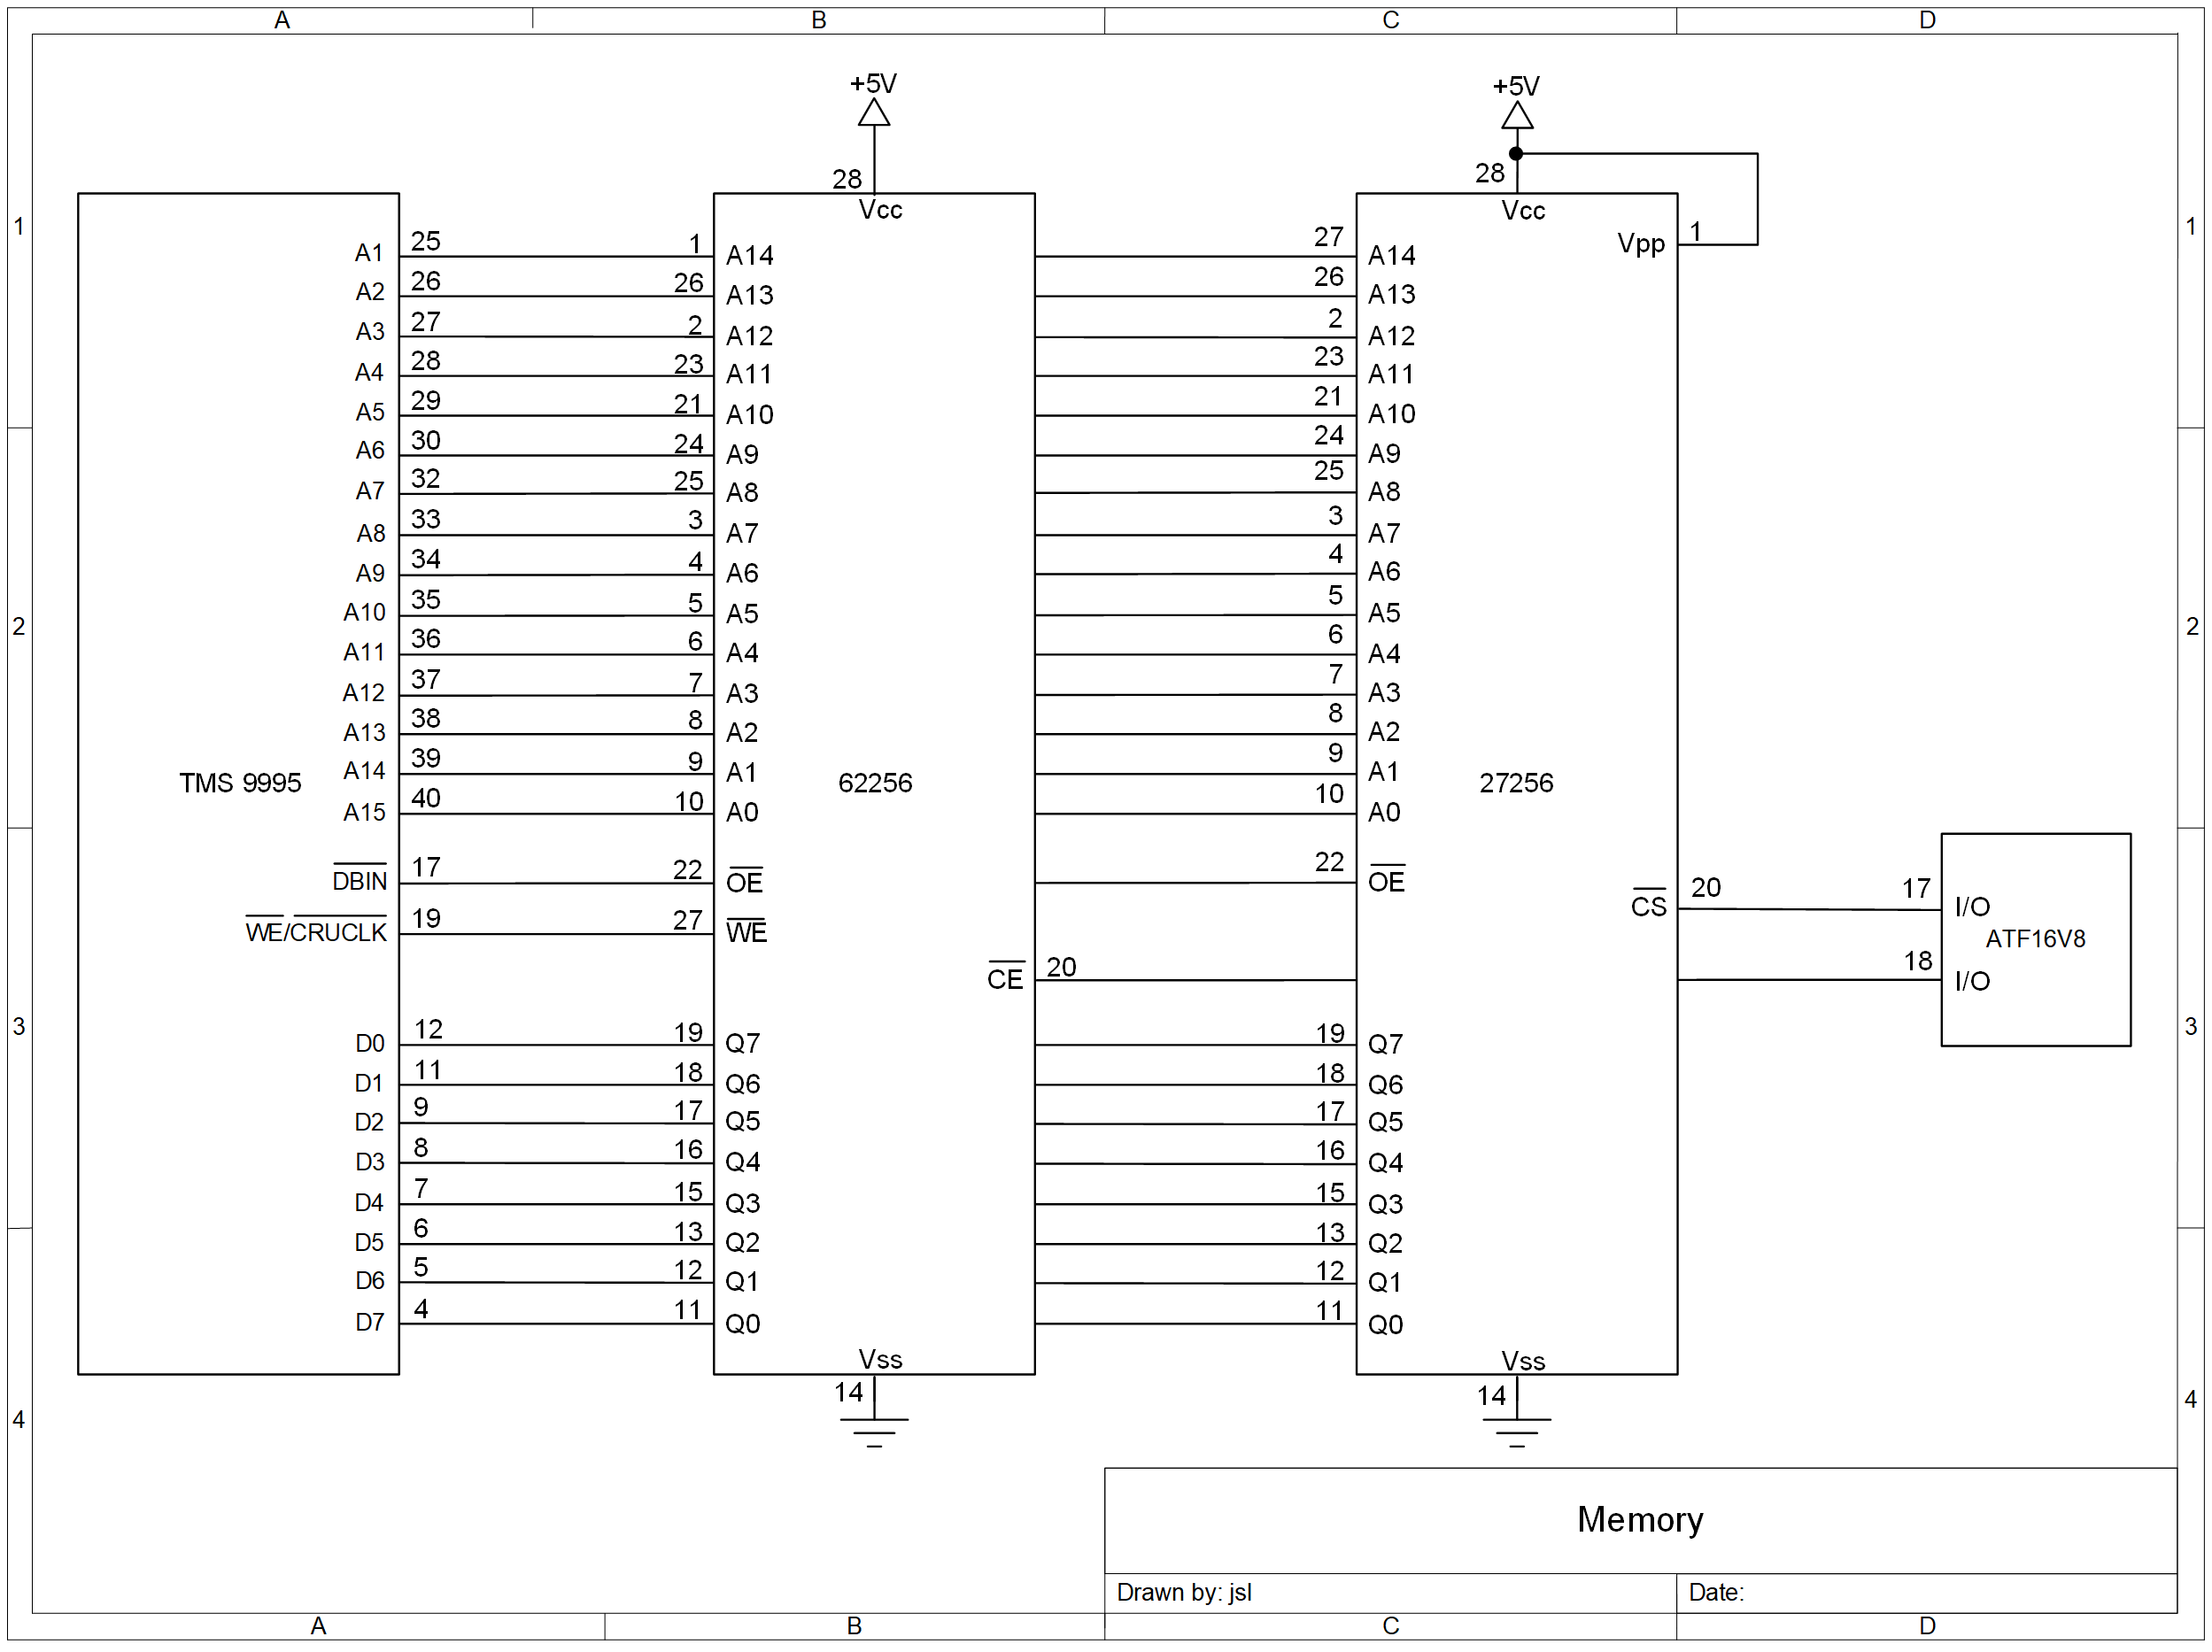 A B C D
+5V +5V
28 28
Vcc Vcc
1 1
Vpp 1
A1 25 1 A14 27 A14
A2 26 26 A13 26 A13
A3 27 2 A12 2 A12
A4 28 23 A11 23 A11
A5 29 21 A10 21 A10
A6 30 24 A9 24 A9
A7 32 25 A8 25 A8
A8 33 3 A7 3 A7
A9 34 4 A6 4 A6
A10 35 5 A5 5 A5
2 2
A11 36 6 A4 6 A4
A12 37 7 A3 7 A3
A13 38 8 A2 8 A2
A14 39 9 A1 9 A1
TMS 9995 62256 27256
A15 40 10 A0 10 A0
DBIN 17 22 OE 22 OE
CS 20 17 I/O
WE/CRUCLK 19 27 WE
ATF16V8
CE 20 18 I/O
3 3
D0 12 19 Q7 19 Q7
D1 11 18 Q6 18 Q6
D2 9 17 Q5 17 Q5
D3 8 16 Q4 16 Q4
D4 7 15 Q3 15 Q3
D5 6 13 Q2 13 Q2
D6 5 12 Q1 12 Q1
D7 4 11 Q0 11 Q0
Vss Vss
14 14
4 4
Memory
Drawn by: jsl Date:
A B C D